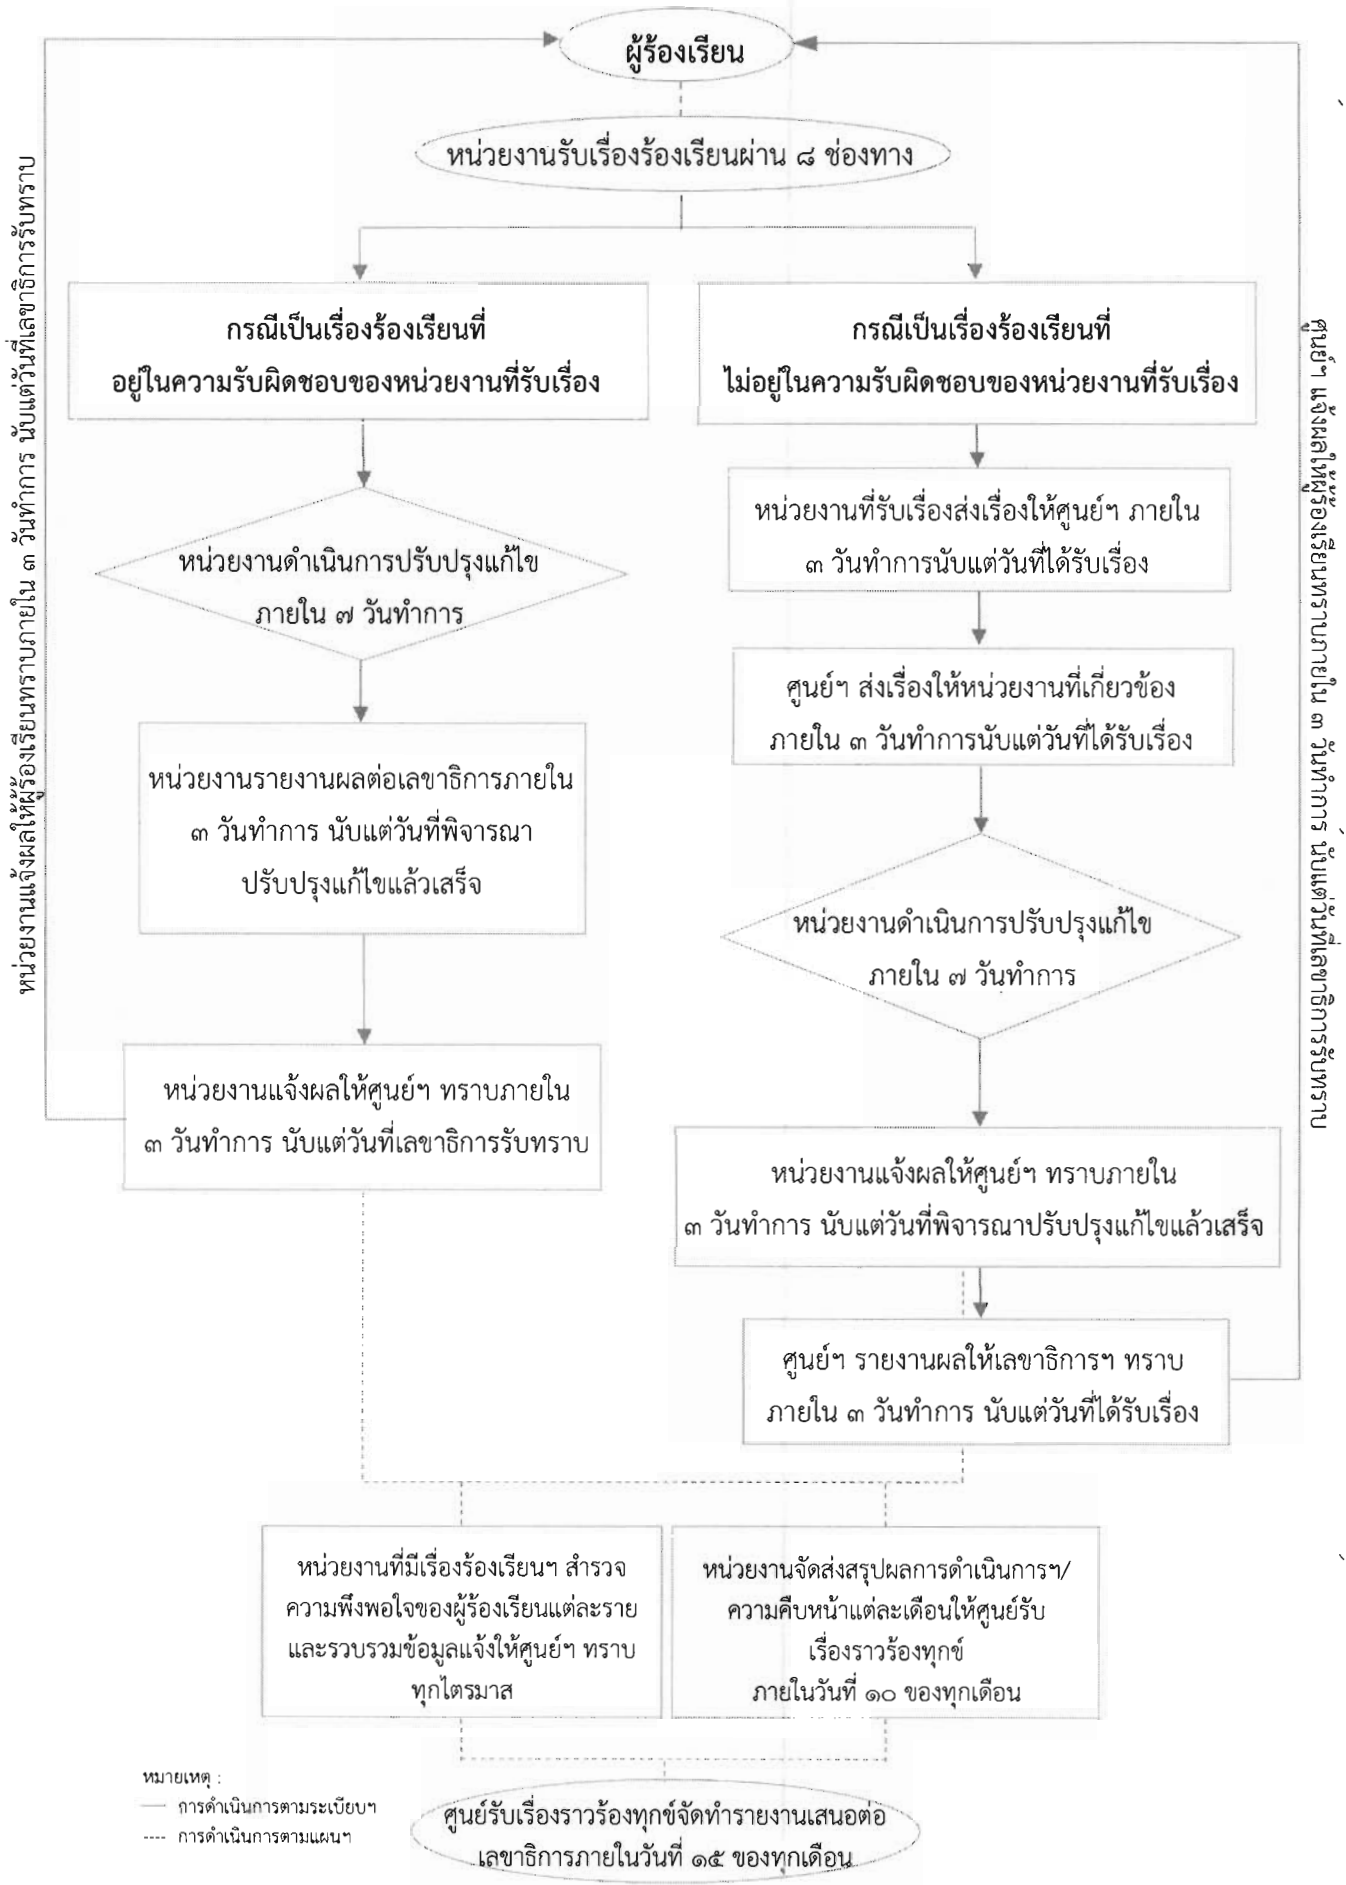 ผู้ร้องเรียน
หน่วยงานรับเรื่องร้องเรียนผ่าน ๘ ช่องทาง
กรณีเป็นเรื่องร้องเรียนที่
อยู่ในความรับผิดชอบของหน่วยงานที่รับเรื่อง
หน่วยงานดำเนินการปรับปรุงแก้ไข
ภายใน ๗ วันทำการ
หน่วยงานรายงานผลต่อเลขาธิการภายใน
๓ วันทำการ นับแต่วันที่พิจารณา
ปรับปรุงแก้ไขแล้วเสร็จ
หน่วยงานแจ้งผลให้ศูนย์ฯ ทราบภายใน
๓ วันทำการ นับแต่วันที่เลขาธิการรับทราบ
หน่วยงานแจ้งผลให้ผู้ร้องเรียนทราบภายใน ๓ วันทำการ นับแต่วันที่เลขาธิการรับทราบ
กรณีเป็นเรื่องร้องเรียนที่
ไม่อยู่ในความรับผิดชอบของหน่วยงานที่รับเรื่อง
หน่วยงานที่รับเรื่องส่งเรื่องให้ศูนย์ฯ ภายใน
๓ วันทำการนับแต่วันที่ได้รับเรื่อง
ศูนย์ฯ ส่งเรื่องให้หน่วยงานที่เกี่ยวข้อง
ภายใน ๓ วันทำการนับแต่วันที่ได้รับเรื่อง
หน่วยงานดำเนินการปรับปรุงแก้ไข
ภายใน ๗ วันทำการ
หน่วยงานแจ้งผลให้ศูนย์ฯ ทราบภายใน
๓ วันทำการ นับแต่วันที่พิจารณาปรับปรุงแก้ไขแล้วเสร็จ
ศูนย์ฯ รายงานผลให้เลขาธิการฯ ทราบ
ภายใน ๓ วันทำการ นับแต่วันที่ได้รับเรื่อง
ศูนย์ฯ แจ้งผลให้ผู้ร้องเรียนทราบภายใน ๓ วันทำการ นับแต่วันที่เลขาธิการรับทราบ
หน่วยงานที่มีเรื่องร้องเรียนฯ สำรวจ
ความพึงพอใจของผู้ร้องเรียนแต่ละราย
และรวบรวมข้อมูลแจ้งให้ศูนย์ฯ ทราบ
ทุกไตรมาส
หน่วยงานจัดส่งสรุปผลการดำเนินการฯ/
ความคืบหน้าแต่ละเดือนให้ศูนย์รับ
เรื่องราวร้องทุกข์
ภายในวันที่ ๑๐ ของทุกเดือน
ศูนย์รับเรื่องราวร้องทุกข์จัดทำรายงานเสนอต่อ
เลขาธิการภายในวันที่ ๑๕ ของทุกเดือน
หมายเหตุ :
การดำเนินการตามระเบียบฯ
การดำเนินการตามแผนฯ